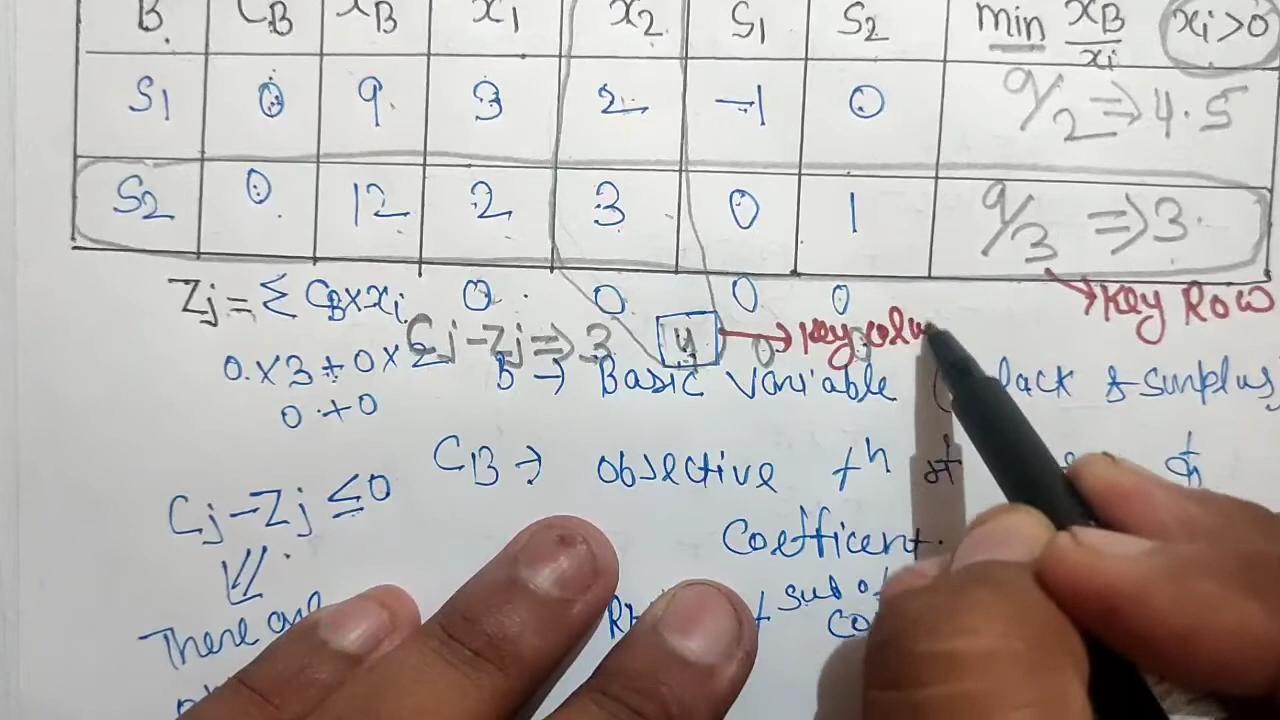 B CB xB x1 x2 S1 S2 min xB/xi xi>0
S1 0 9 3 2 -1 0 9/2 => 4.5
S2 0 12 2 3 0 1 9/3 => 3
Zj = Σ CB×xi 0 0 0 0
Key Row
Cj-Zj => 3 4 0 Key colu
0×3+0×2
0+0
B → Basic Variable ( lack & surplus
CB → objective fn
Coefficent.
Cj-Zj ≤ 0
There are